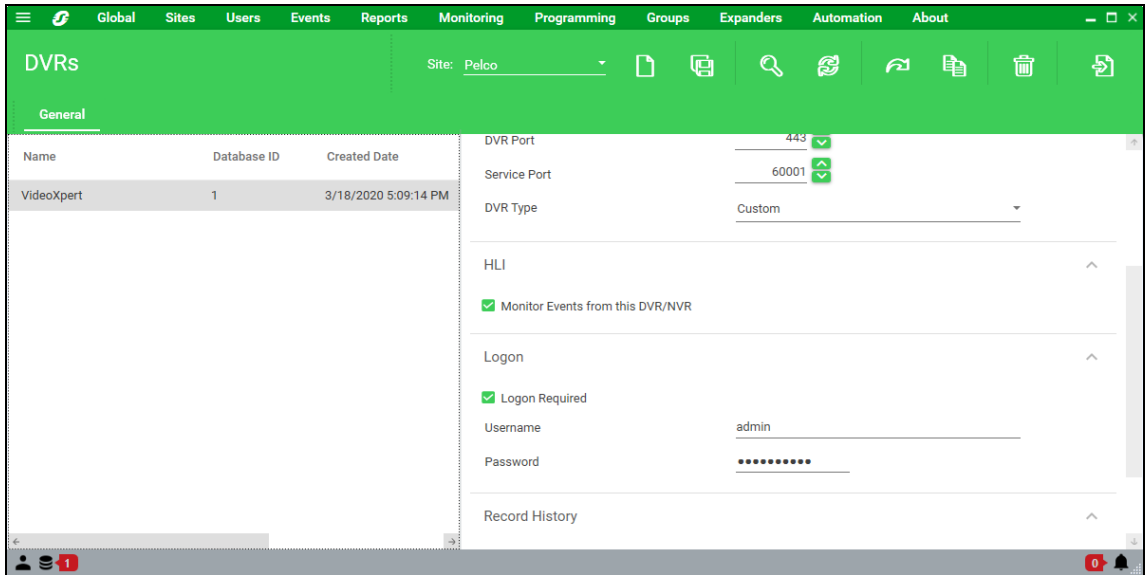 Global Sites Users Events Reports Monitoring Programming Groups Expanders Automation About
DVRs
Site: Pelco
General
Name Database ID Created Date
VideoXpert 1 3/18/2020 5:09:14 PM
DVR Port 443
Service Port 60001
DVR Type Custom
HLI
Monitor Events from this DVR/NVR
Logon
Logon Required
Username admin
Password ••••••••••
Record History
1
0